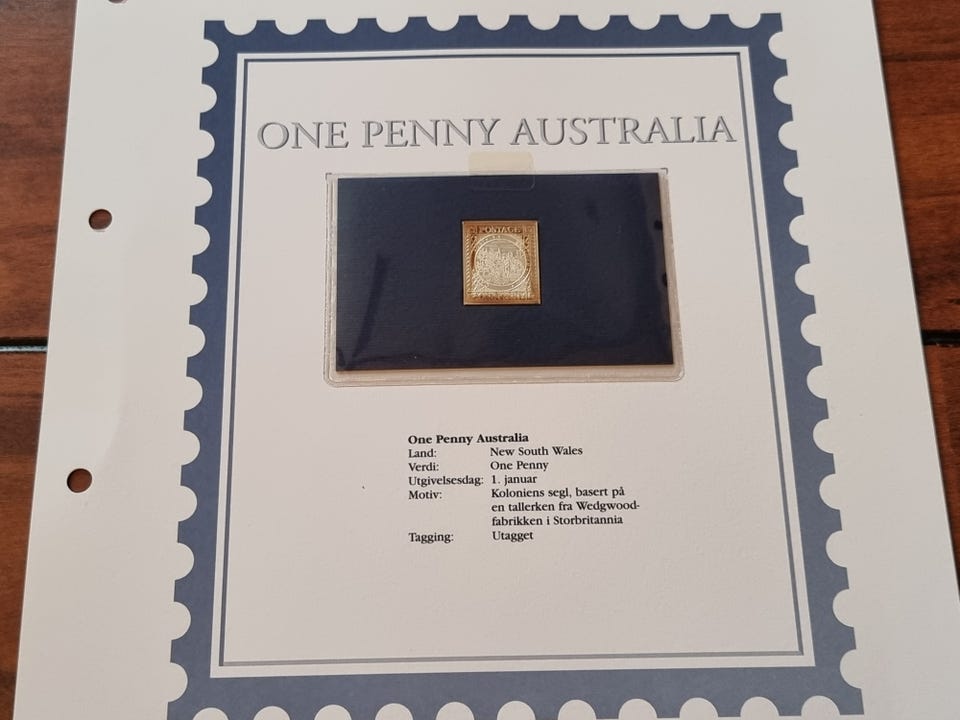 ONE PENNY AUSTRALIA
POSTAGE
One Penny Australia
Land: New South Wales
Verdi: One Penny
Utgivelsesdag: 1. januar
Motiv: Koloniens segl, basert på
en tallerken fra Wedgwood-
fabrikken i Storbritannia
Tagging: Utagget